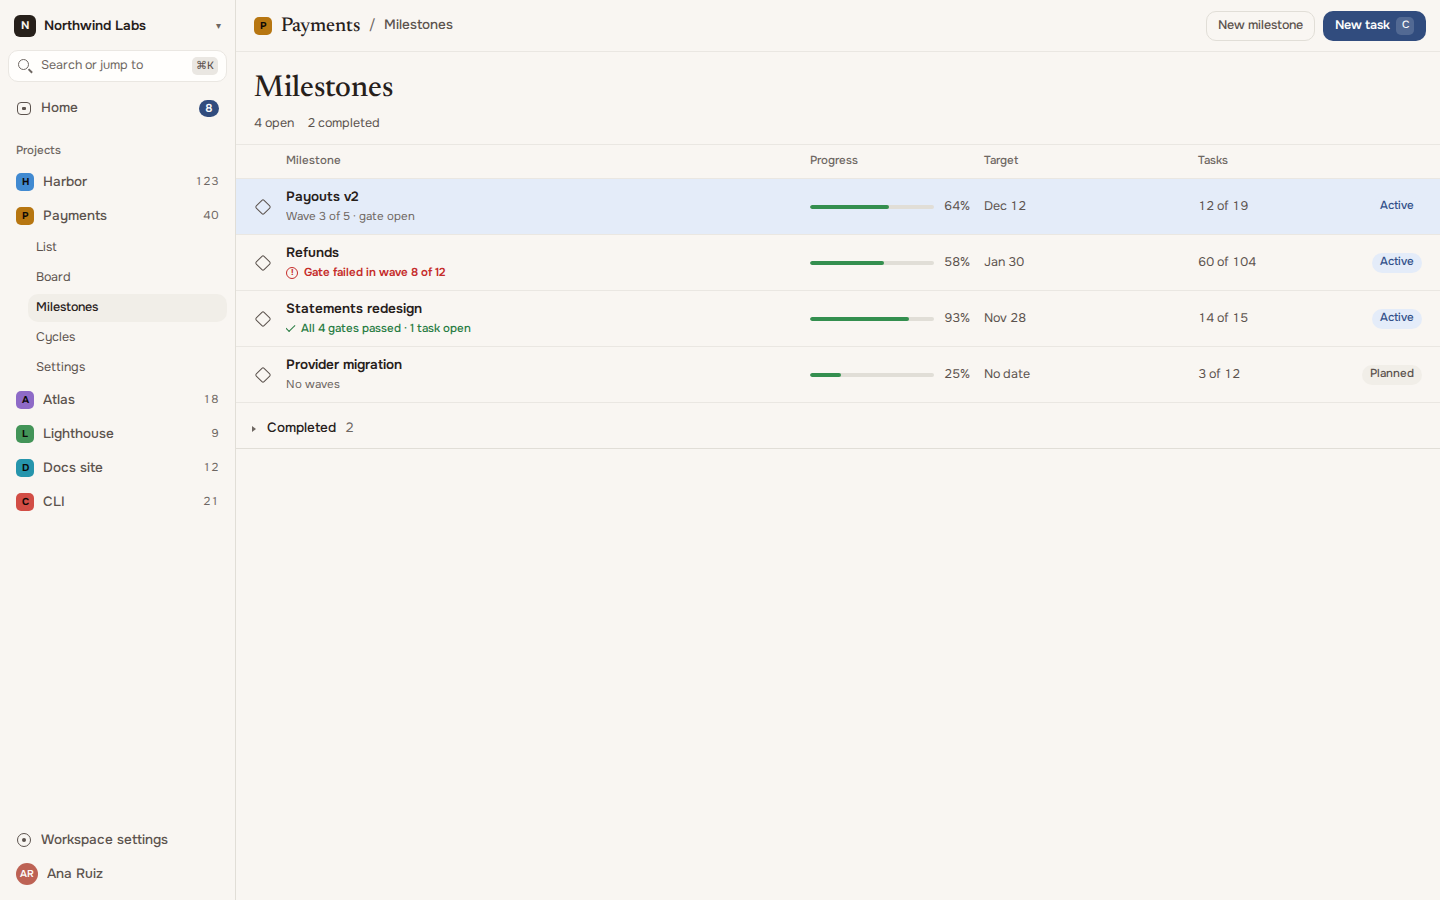 N Northwind Labs
Search or jump to ⌘K
Home 8
Projects
H Harbor 123
P Payments 40
List
Board
Milestones
Cycles
Settings
A Atlas 18
L Lighthouse 9
D Docs site 12
C CLI 21
Workspace settings
AR Ana Ruiz
P Payments / Milestones
New milestone
New task C
Milestones
4 open 2 completed
Milestone Progress Target Tasks
Payouts v2
Wave 3 of 5 · gate open
64% Dec 12 12 of 19 Active
Refunds
Gate failed in wave 8 of 12
58% Jan 30 60 of 104 Active
Statements redesign
All 4 gates passed · 1 task open
93% Nov 28 14 of 15 Active
Provider migration
No waves
25% No date 3 of 12 Planned
Completed 2